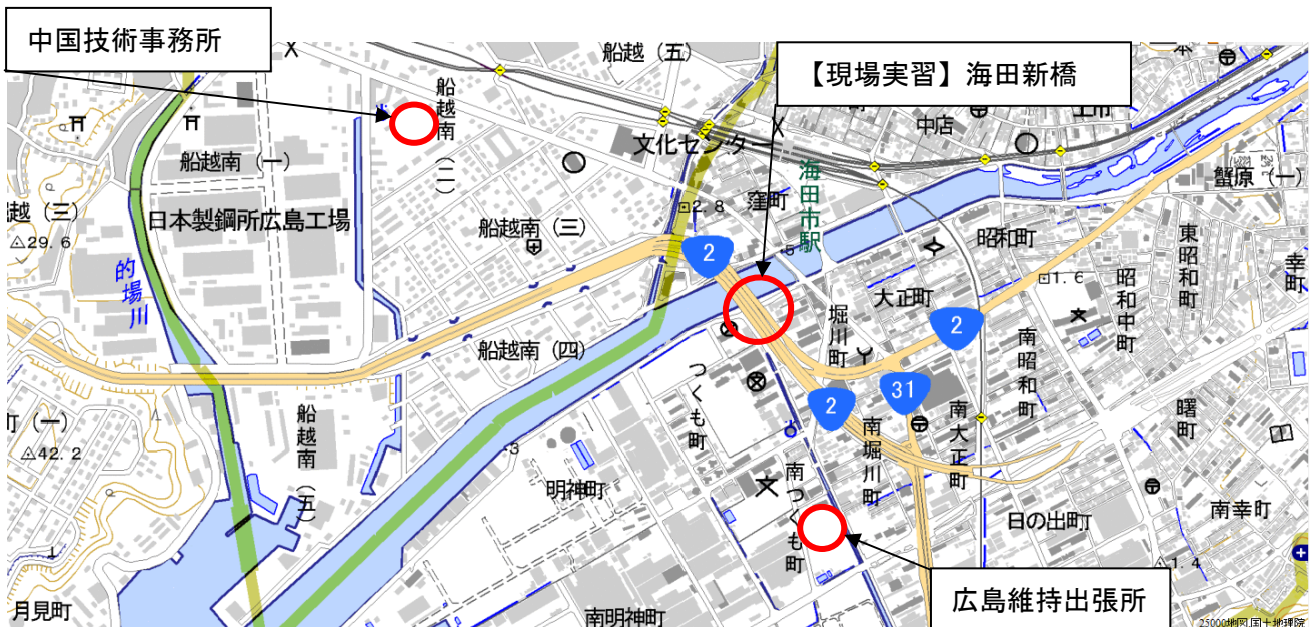 中国技術事務所
【現場実習】海田新橋
船越（五）
船越南（二）
中店
文化センター
海田市駅
窪町
蟹原（一）
船越南（一）
日本製鋼所広島工場
船越南（三）
2.8
2
昭和町
東昭和町
幸町
29.6
的場川
大正町
1.6
昭和中町
堀川町
2
南昭和町
船越南（四）
つくも町
31
2
曙町
42.2
船越南（五）
南堀川町
南大正町
明神町
南つくも町
日の出町
南幸町
1.4
広島維持出張所
月見町
南明神町
25000地図国土地理院